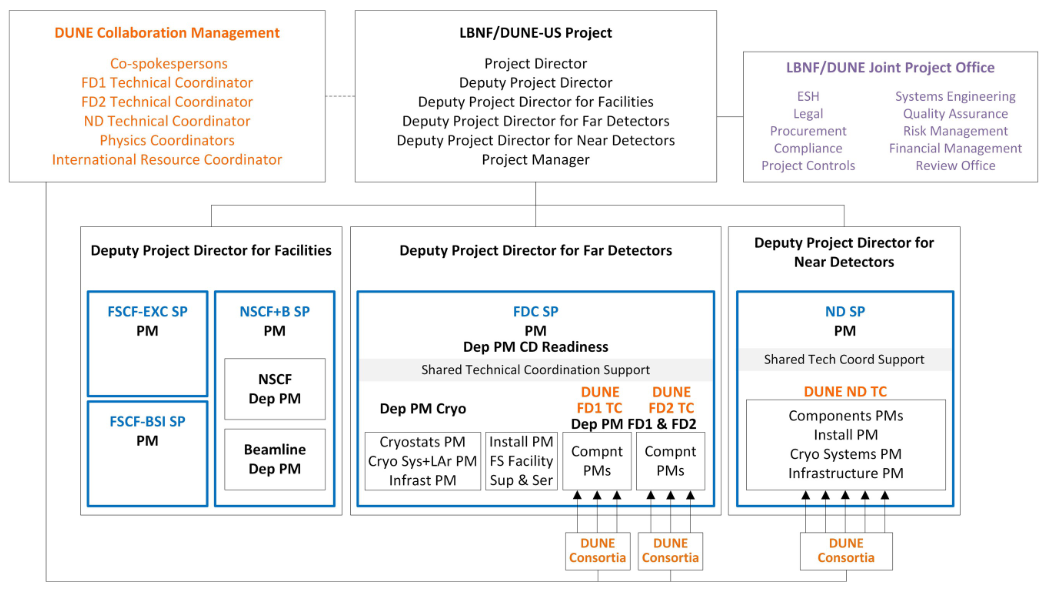 DUNE Collaboration Management
Co-spokespersons
FD1 Technical Coordinator
FD2 Technical Coordinator
ND Technical Coordinator
Physics Coordinators
International Resource Coordinator
LBNF/DUNE-US Project
Project Director
Deputy Project Director
Deputy Project Director for Facilities
Deputy Project Director for Far Detectors
Deputy Project Director for Near Detectors
Project Manager
LBNF/DUNE Joint Project Office
ESH
Legal
Procurement
Compliance
Project Controls
Systems Engineering
Quality Assurance
Risk Management
Financial Management
Review Office
Deputy Project Director for Facilities
FSCF-EXC SP
PM
FSCF-BSI SP
PM
NSCF+B SP
PM
NSCF
Dep PM
Beamline
Dep PM
Deputy Project Director for Far Detectors
FDC SP
PM
Dep PM CD Readiness
Shared Technical Coordination Support
Dep PM Cryo
Cryostats PM
Cryo Sys+LAr PM
Infrast PM
Install PM
FS Facility
Sup & Ser
DUNE
FD1 TC
DUNE
FD2 TC
Dep PM FD1 & FD2
Compnt
PMs
Compnt
PMs
DUNE
Consortia
DUNE
Consortia
Deputy Project Director for
Near Detectors
ND SP
PM
Shared Tech Coord Support
DUNE ND TC
Components PMs
Install PM
Cryo Systems PM
Infrastructure PM
DUNE
Consortia